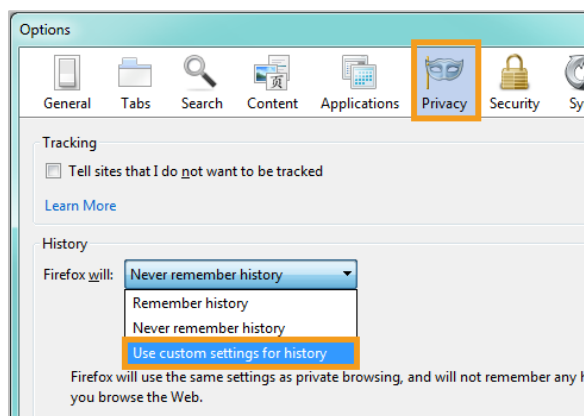 Options
General Tabs Search Content Applications Privacy Security
Tracking
Tell sites that I do not want to be tracked
Learn More
History
Firefox will: Never remember history
Remember history
Never remember history
Use custom settings for history
Firefox will use the same settings as private browsing, and will not remember any
you browse the Web.